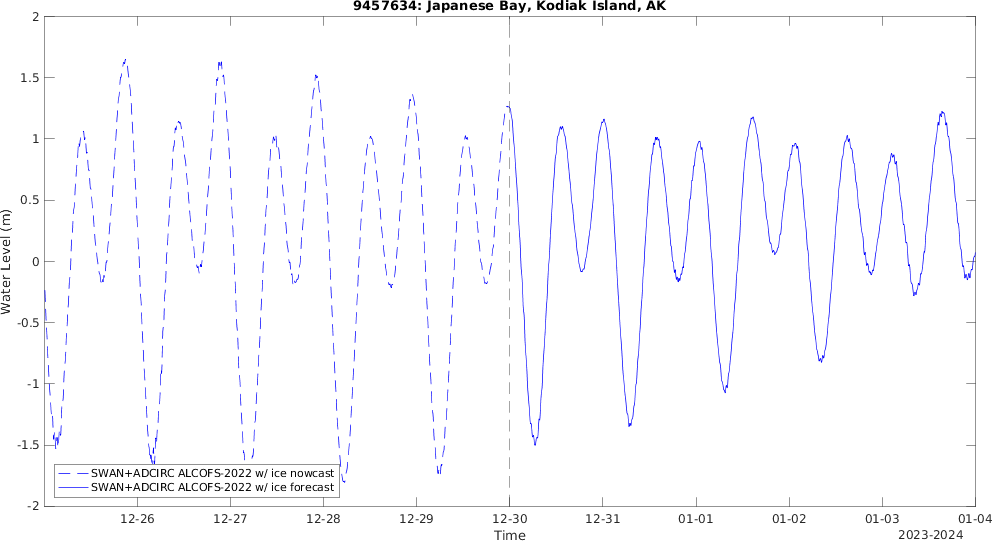 9457634: Japanese Bay, Kodiak Island, AK
2
1.5
1
0.5
0
-0.5
-1
-1.5
-2
Water Level (m)
SWAN+ADCIRC ALCOFS-2022 w/ ice nowcast
SWAN+ADCIRC ALCOFS-2022 w/ ice forecast
12-26 12-27 12-28 12-29 12-30 12-31 01-01 01-02 01-03 01-04
Time
2023-2024